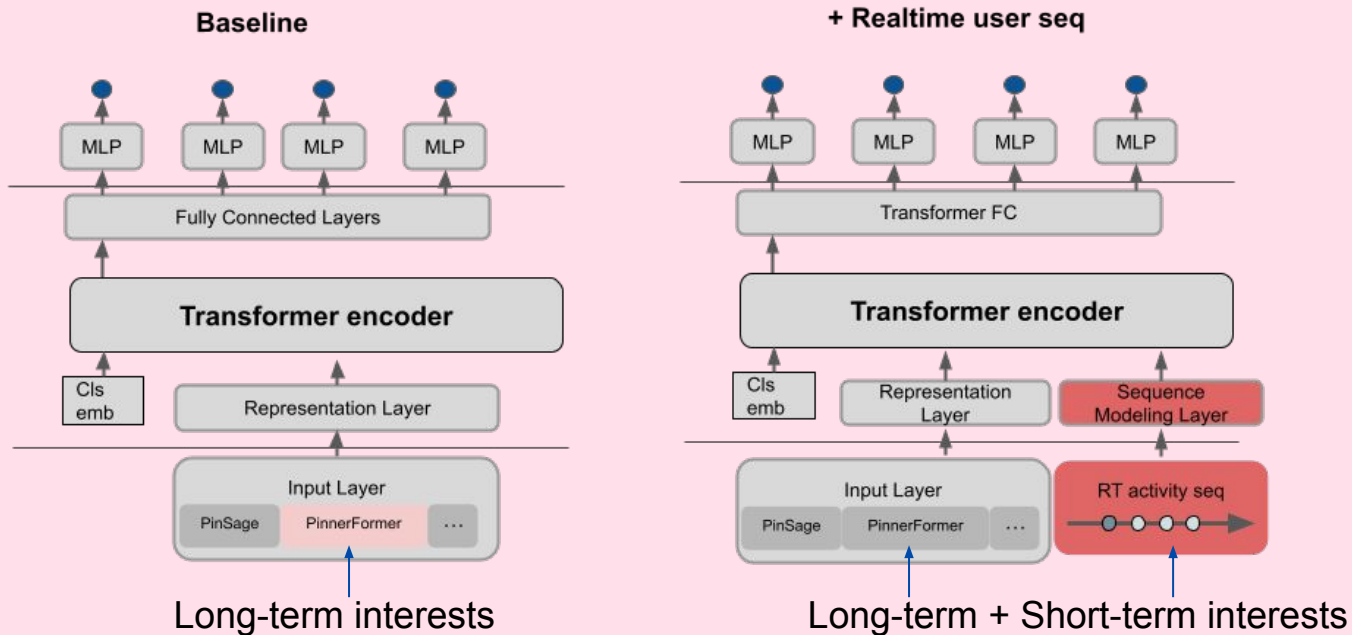 Baseline
MLP
MLP
MLP
MLP
Fully Connected Layers
Transformer encoder
Cls
emb
Representation Layer
Input Layer
PinSage
PinnerFormer
...
Long-term interests
+ Realtime user seq
MLP
MLP
MLP
MLP
Transformer FC
Transformer encoder
Cls
emb
Representation
Layer
Sequence
Modeling Layer
Input Layer
PinSage
PinnerFormer
...
RT activity seq
Long-term + Short-term interests